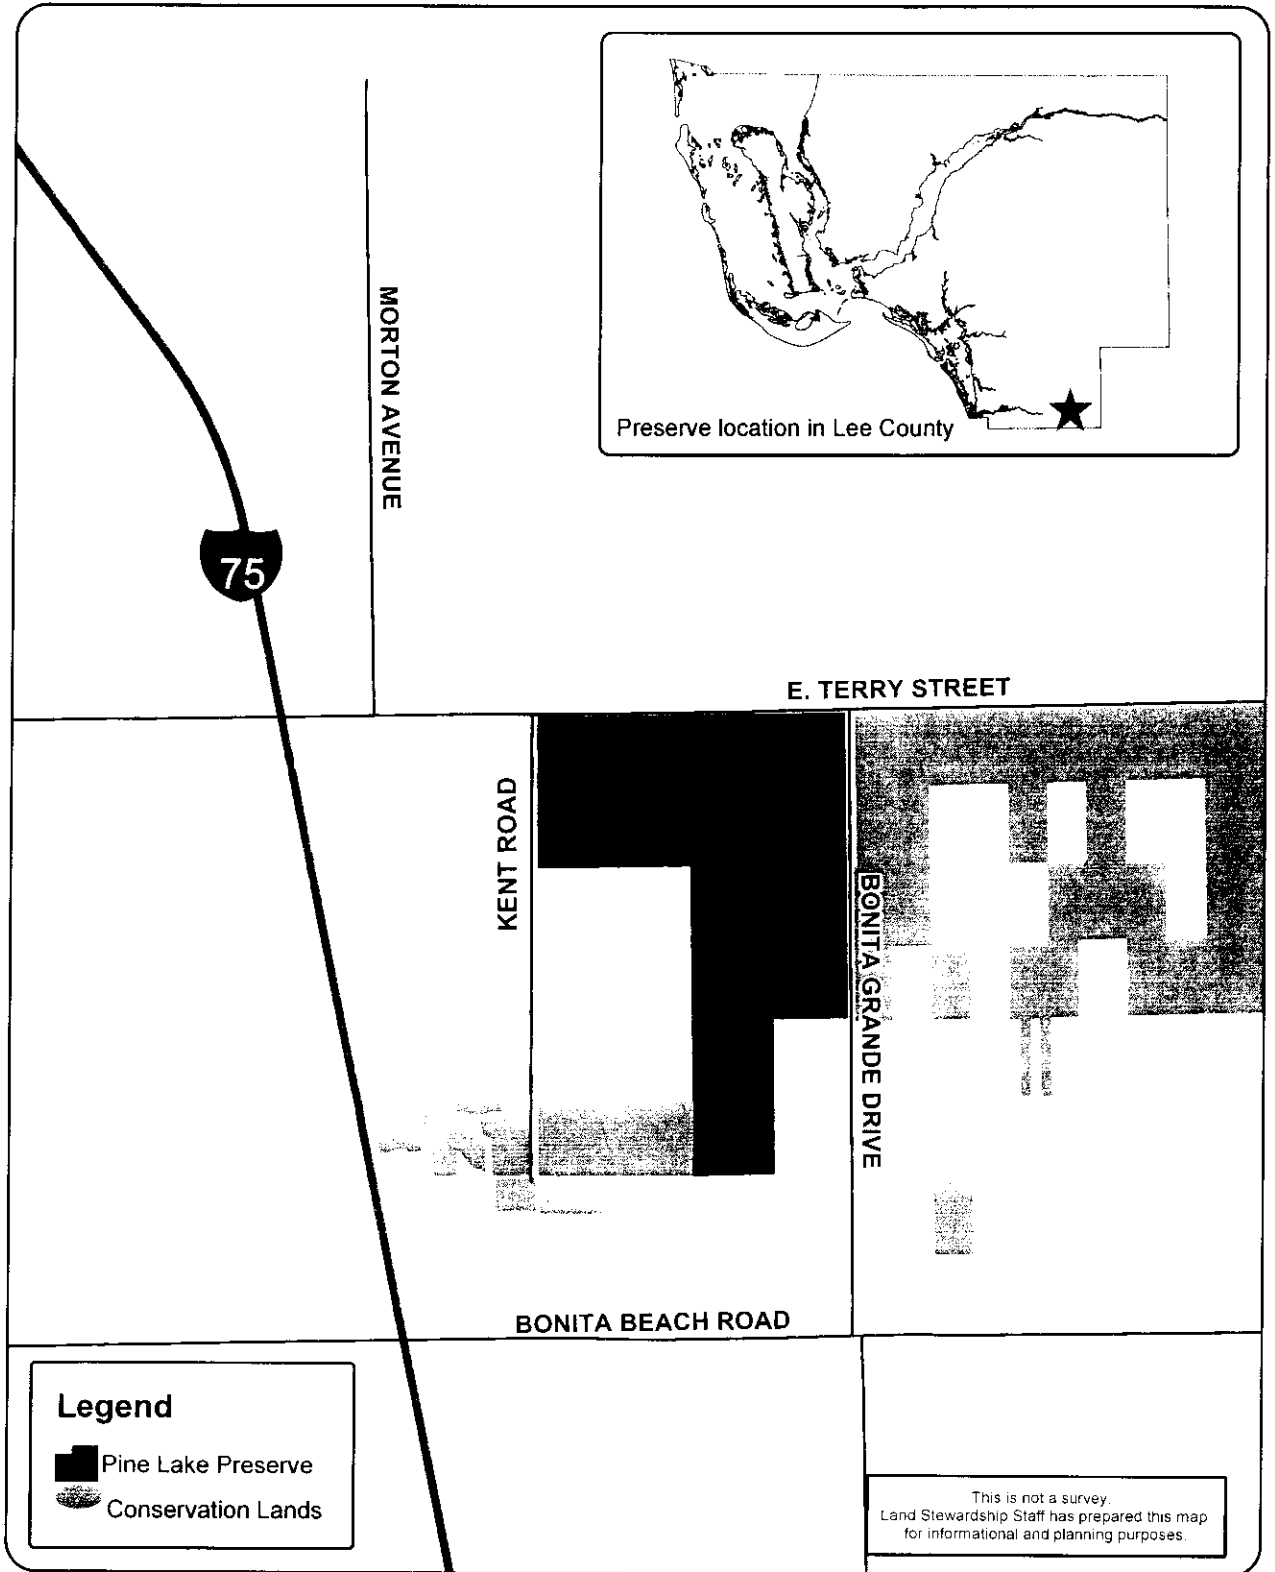 Preserve location in Lee County
MORTON AVENUE
75
E. TERRY STREET
KENT ROAD
BONITA GRANDE DRIVE
BONITA BEACH ROAD
Legend
Pine Lake Preserve
Conservation Lands
This is not a survey.
Land Stewardship Staff has prepared this map
for informational and planning purposes.